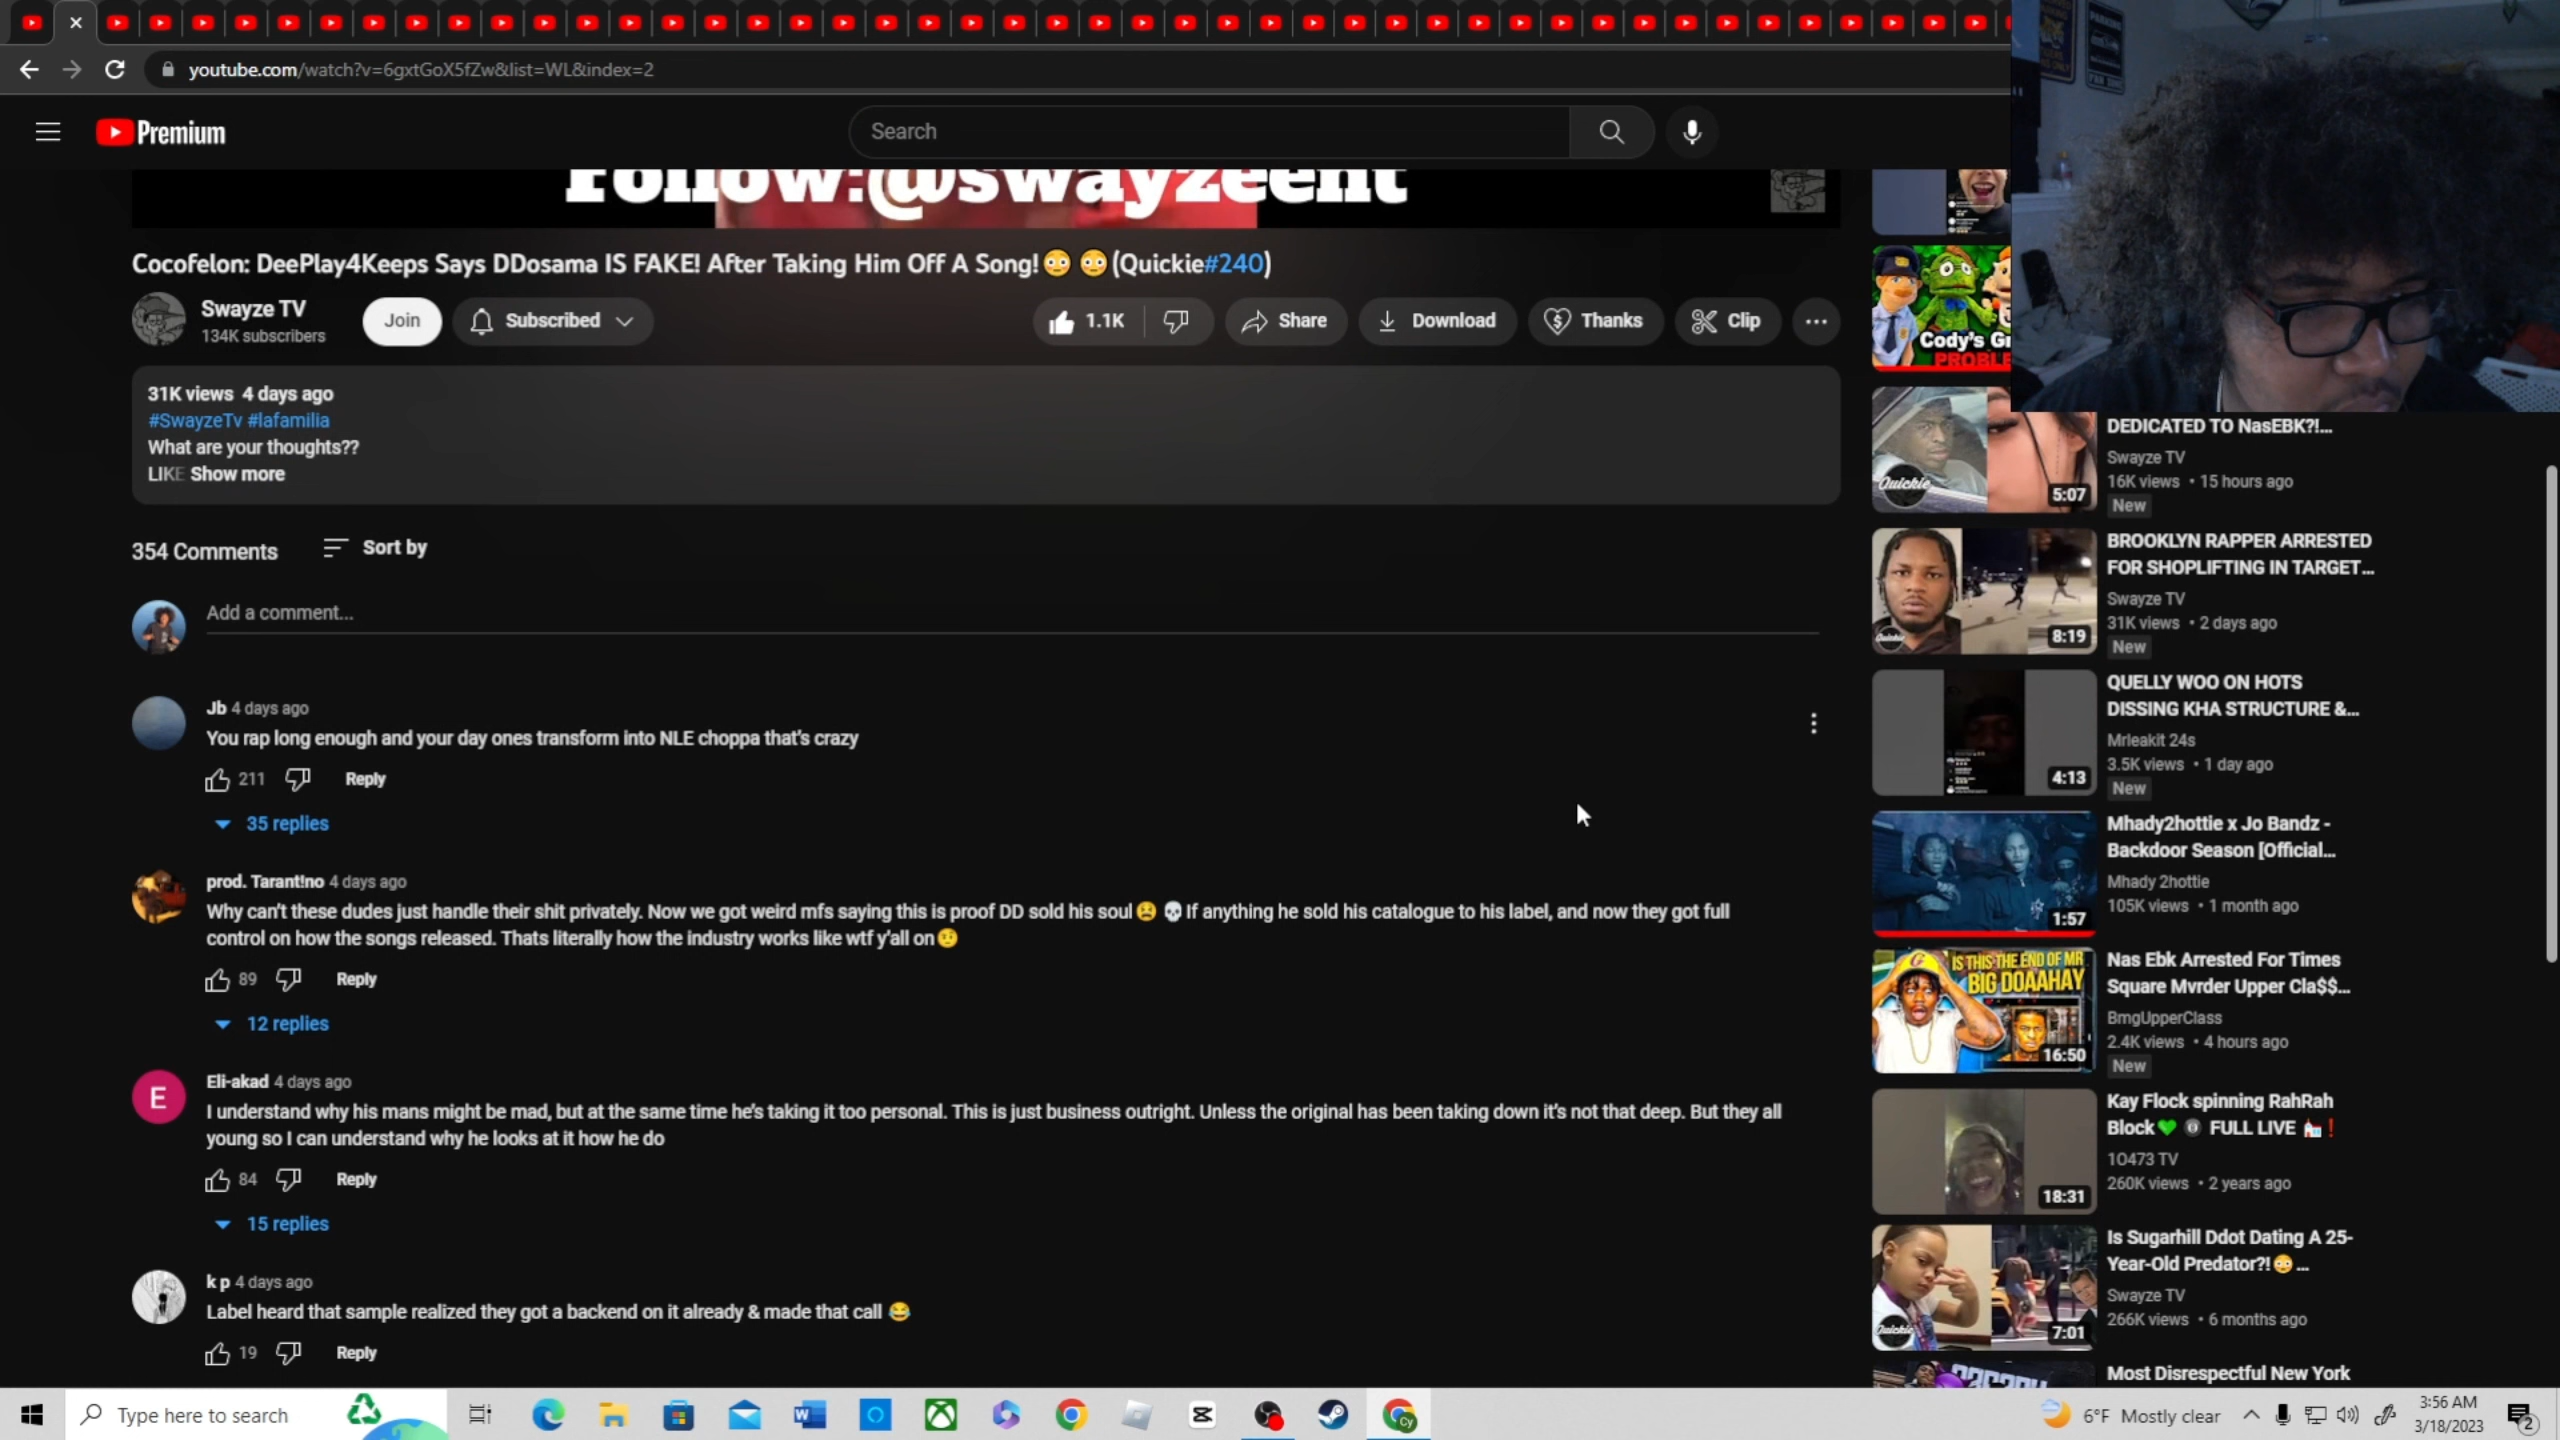 youtube.com/watch?v=6gxtGoX5fZw&list=WL&index=2
Premium
Search
Follow:@swayzeent
Cocofelon: DeePlay4Keeps Says DDosama IS FAKE! After Taking Him Off A Song!😳 😳(Quickie#240)
Swayze TV
134K subscribers
Join
Subscribed
1.1K
Share
Download
Thanks
Clip
31K views 4 days ago
#SwayzeTv #lafamilia
What are your thoughts??
LIKE Show more
354 Comments
Sort by
Add a comment...
Jb 4 days ago
You rap long enough and your day ones transform into NLE choppa that's crazy
211
Reply
35 replies
prod. Tarant!no 4 days ago
Why can't these dudes just handle their shit privately. Now we got weird mfs saying this is proof DD sold his soul😫 💀If anything he sold his catalogue to his label, and now they got full
control on how the songs released. Thats literally how the industry works like wtf y'all on🤨
89
Reply
12 replies
E
Eli-akad 4 days ago
I understand why his mans might be mad, but at the same time he's taking it too personal. This is just business outright. Unless the original has been taking down it's not that deep. But they all
young so I can understand why he looks at it how he do
84
Reply
15 replies
k p 4 days ago
Label heard that sample realized they got a backend on it already & made that call 😂
19
Reply
Cody's Gr
PROBLE
DEDICATED TO NasEBK?!...
Swayze TV
16K views • 15 hours ago
New
Quickie
5:07
BROOKLYN RAPPER ARRESTED
FOR SHOPLIFTING IN TARGET...
Swayze TV
31K views • 2 days ago
New
Quickie
8:19
QUELLY WOO ON HOTS
DISSING KHA STRUCTURE &...
Mrleakit 24s
3.5K views • 1 day ago
New
4:13
Mhady2hottie x Jo Bandz -
Backdoor Season [Official...
Mhady 2hottie
105K views • 1 month ago
1:57
IS THIS THE END OF MR
BIG DOAAHAY
16:50
Nas Ebk Arrested For Times
Square Mvrder Upper Cla$$...
BmgUpperClass
2.4K views • 4 hours ago
New
Kay Flock spinning RahRah
Block💚 FULL LIVE ❗
10473 TV
260K views • 2 years ago
18:31
Is Sugarhill Ddot Dating A 25-
Year-Old Predator?!😳 ...
Swayze TV
266K views • 6 months ago
Quickie
7:01
Most Disrespectful New York
Type here to search
Cy
6°F Mostly clear
3:56 AM
3/18/2023
2